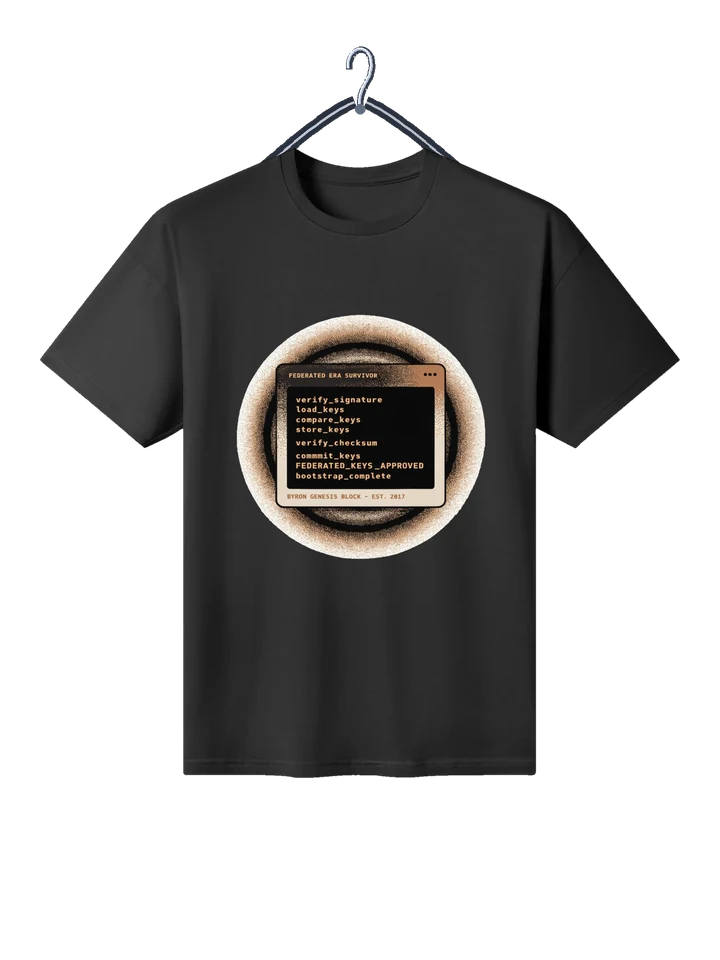 FEDERATED ERA SURVIVOR
verify_signature
load_keys
compare_keys
store_keys
verify_checksum
commmit_keys
FEDERATED_KEYS_APPROVED
bootstrap_complete
BYRON GENESIS BLOCK - EST. 2017